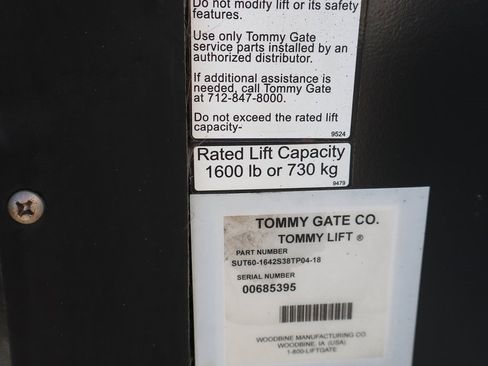 Do not modify lift or its safety
features.
Use only Tommy Gate
service parts installed by an
authorized distributor.
If additional assistance is
needed, call Tommy Gate
at 712-847-8000.
Do not exceed the rated lift
capacity-
9524
Rated Lift Capacity
1600 lb or 730 kg
9479
TOMMY GATE CO.
TOMMY LIFT ®
PART NUMBER
SUT60-1642S38TP04-18
SERIAL NUMBER
00685395
WOODBINE MANUFACTURING CO.
WOODBINE, IA (USA)
1-800-LIFTGATE